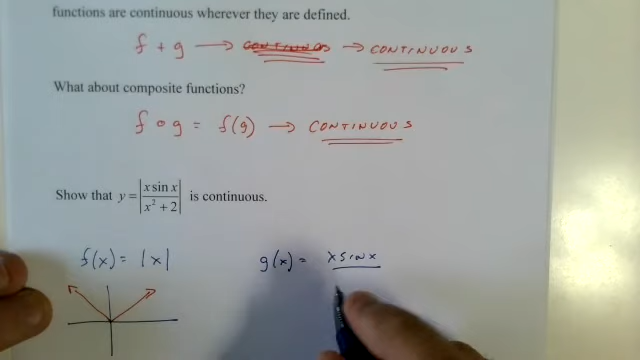 functions are continuous wherever they are defined.
f + g → → CONTINUOUS
What about composite functions?
f ∘ g = f(g) → CONTINUOUS
Show that y = |x sin x / x² + 2| is continuous.
f(x) = |x| g(x) = x SIN x